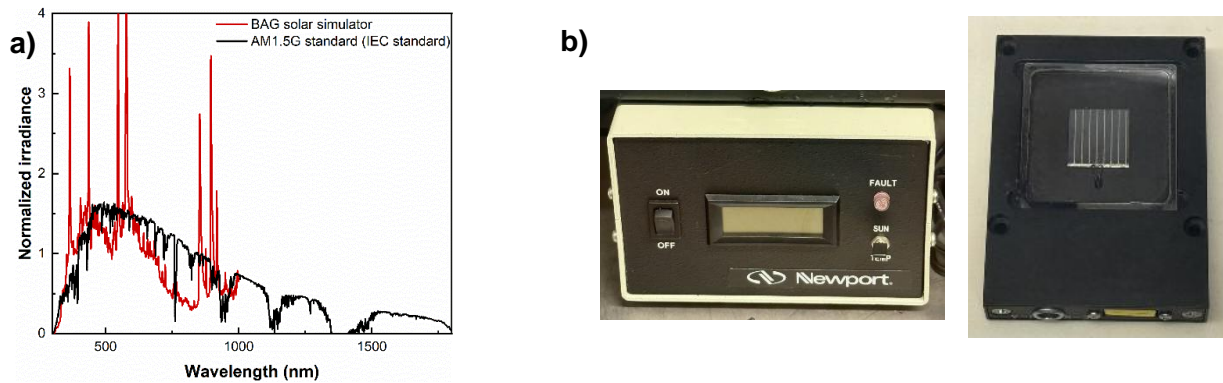 a)
BAG solar simulator
AM1.5G standard (IEC standard)
Normalized irradiance
4
3
2
1
0
500
1000
1500
Wavelength (nm)
b)
ON
OFF
FAULT
SUN
Newport.